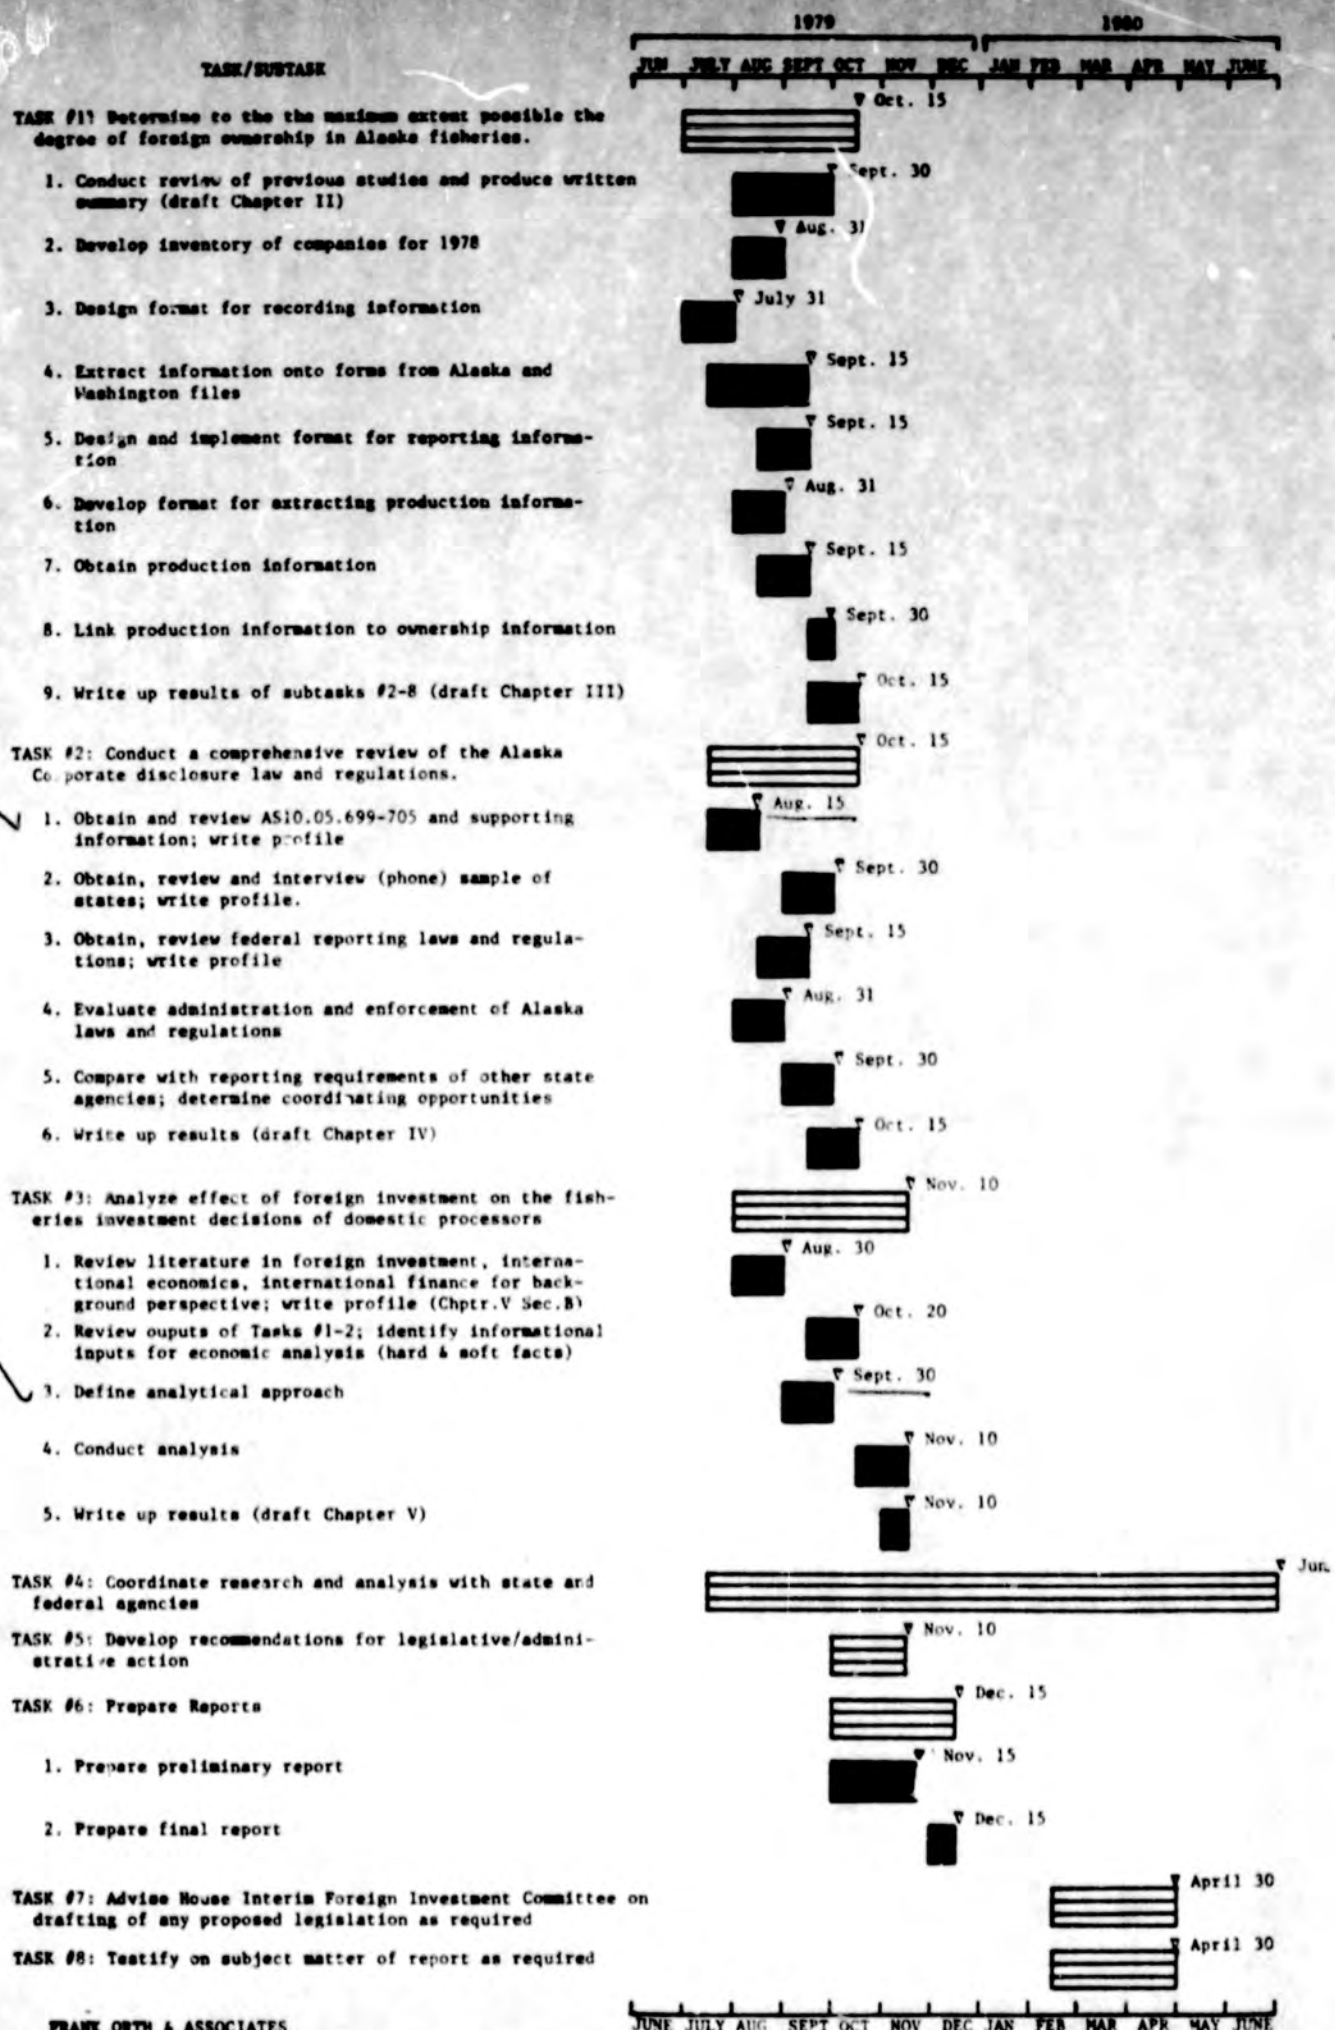 1979 1980
TASK/SUBTASK
JUN JULY AUG SEPT OCT NOV DEC JAN FEB MAR APR MAY JUNE
Oct. 15
TASK #1: Determine to the the maximum extent possible the
degree of foreign ownership in Alaska fisheries.
Sept. 30
1. Conduct review of previous studies and produce written
summary (draft Chapter II)
Aug. 31
2. Develop inventory of companies for 1978
July 31
3. Design format for recording information
Sept. 15
4. Extract information onto forms from Alaska and
Washington files
Sept. 15
5. Design and implement format for reporting informa-
tion
Aug. 31
6. Develop format for extracting production informa-
tion
Sept. 15
7. Obtain production information
Sept. 30
8. Link production information to ownership information
Oct. 15
9. Write up results of subtasks #2-8 (draft Chapter III)
Oct. 15
TASK #2: Conduct a comprehensive review of the Alaska
Corporate disclosure law and regulations.
Aug. 15
1. Obtain and review AS10.05.699-705 and supporting
information; write profile
Sept. 30
2. Obtain, review and interview (phone) sample of
states; write profile.
Sept. 15
3. Obtain, review federal reporting laws and regula-
tions; write profile
Aug. 31
4. Evaluate administration and enforcement of Alaska
laws and regulations
Sept. 30
5. Compare with reporting requirements of other state
agencies; determine coordinating opportunities
Oct. 15
6. Write up results (draft Chapter IV)
Nov. 10
TASK #3: Analyze effect of foreign investment on the fish-
eries investment decisions of domestic processors
Aug. 30
1. Review literature in foreign investment, interna-
tional economics, international finance for back-
ground perspective; write profile (Chptr.V Sec.B)
Oct. 20
2. Review ouputs of Tasks #1-2; identify informational
inputs for economic analysis (hard & soft facts)
Sept. 30
3. Define analytical approach
Nov. 10
4. Conduct analysis
Nov. 10
5. Write up results (draft Chapter V)
Jun.
TASK #4: Coordinate research and analysis with state and
federal agencies
Nov. 10
TASK #5: Develop recommendations for legislative/admini-
strative action
Dec. 15
TASK #6: Prepare Reports
Nov. 15
1. Prepare preliminary report
Dec. 15
2. Prepare final report
April 30
TASK #7: Advise House Interim Foreign Investment Committee on
drafting of any proposed legislation as required
April 30
TASK #8: Testify on subject matter of report as required
FRANK ORTH & ASSOCIATES
JUNE JULY AUG SEPT OCT NOV DEC JAN FEB MAR APR MAY JUNE